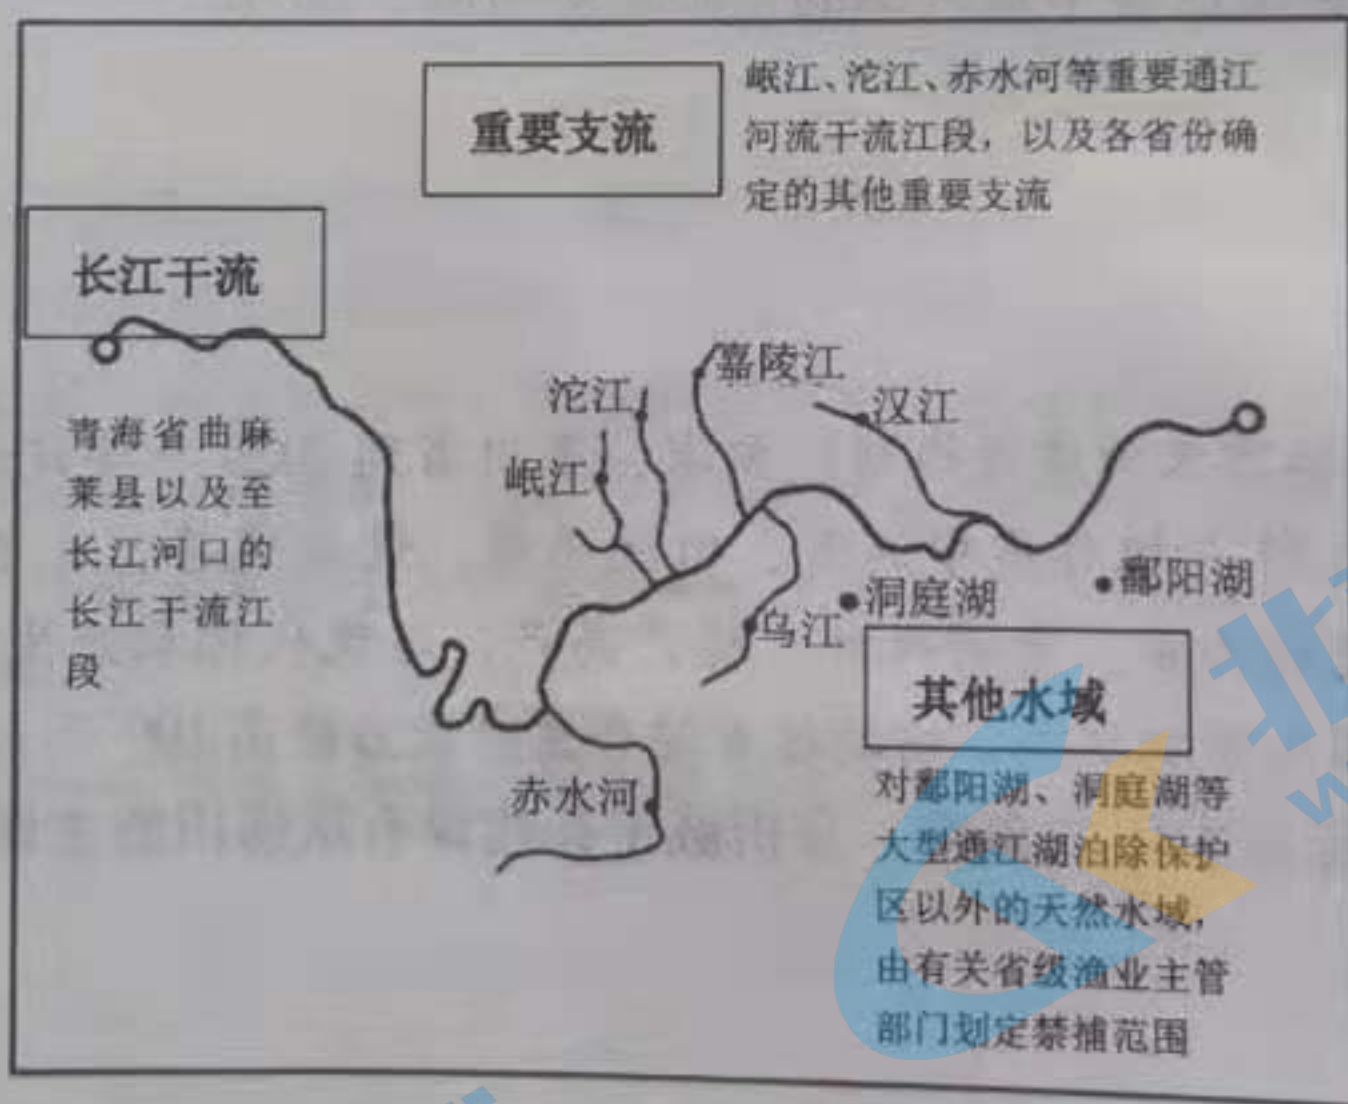 重要支流
岷江、沱江、赤水河等重要通江
河流干流江段，以及各省份确
定的其他重要支流
长江干流
青海省曲麻
莱县以及至
长江河口的
长江干流江
段
沱江
岷江
嘉陵江
汉江
乌江
洞庭湖
鄱阳湖
赤水河
其他水域
对鄱阳湖、洞庭湖等
大型通江湖泊除保护
区以外的天然水域，
由有关省级渔业主管
部门划定禁捕范围